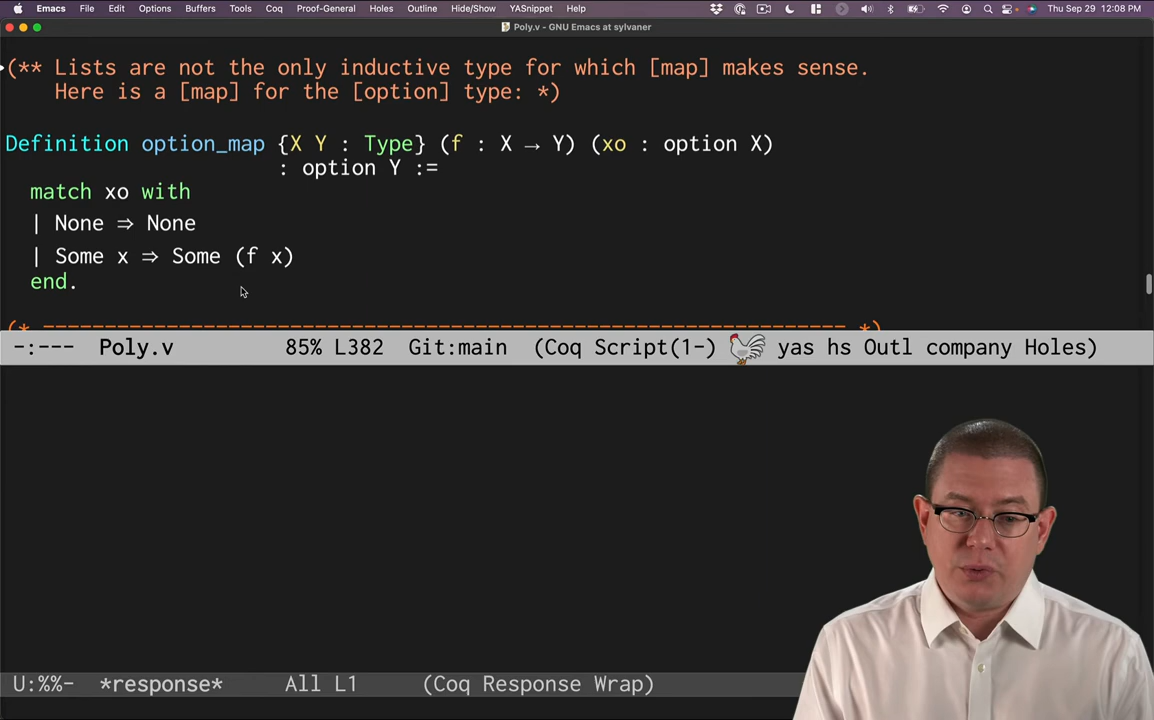 Emacs File Edit Options Buffers Tools Coq Proof-General Holes Outline Hide/Show YASnippet Help Thu Sep 29 12:08 PM
Poly.v - GNU Emacs at sylvaner
(** Lists are not the only inductive type for which [map] makes sense.
Here is a [map] for the [option] type: *)
Definition option_map {X Y : Type} (f : X → Y) (xo : option X)
: option Y :=
match xo with
| None ⇒ None
| Some x ⇒ Some (f x)
end.
(* ---------------------------------------------------------------- *)
-:--- Poly.v 85% L382 Git:main (Coq Script(1-) yas hs Outl company Holes)
U:%%- *response* All L1 (Coq Response Wrap)